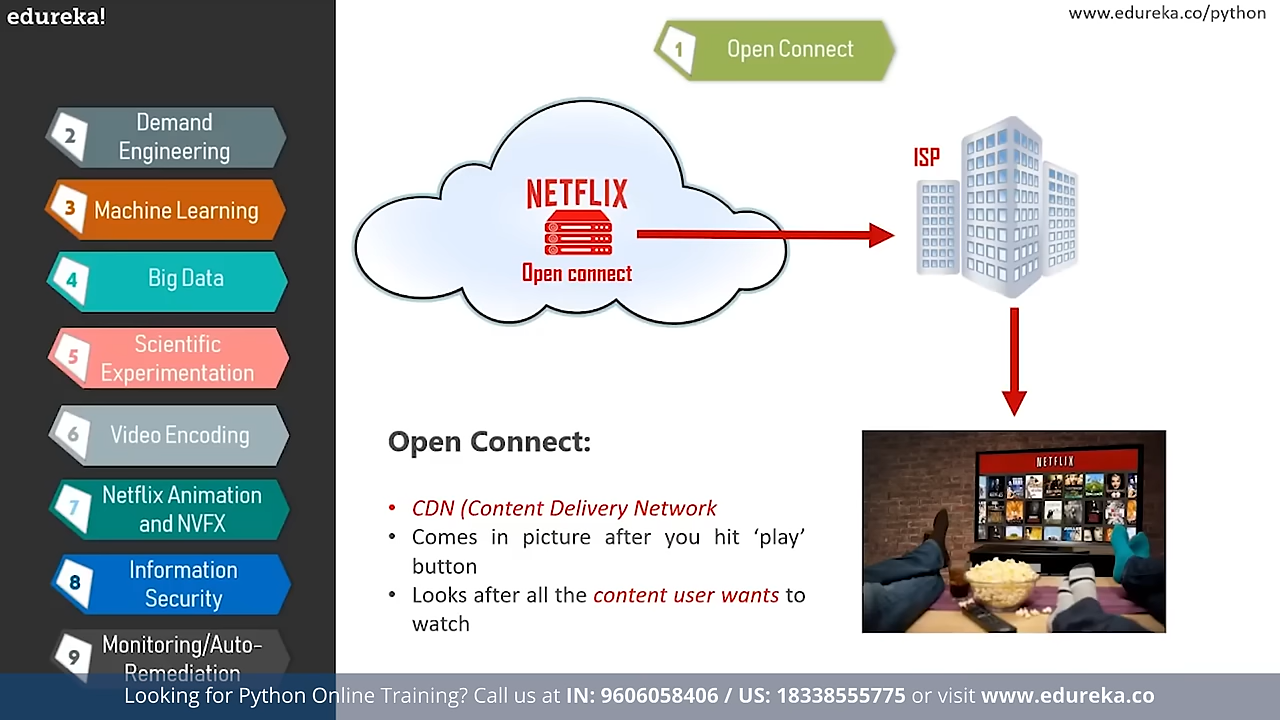 edureka!
www.edureka.co/python
1
Open Connect
2
Demand
Engineering
3
Machine Learning
4
Big Data
5
Scientific
Experimentation
6
Video Encoding
7
Netflix Animation
and NVFX
8
Information
Security
9
Monitoring/Auto-
Remediation
NETFLIX
Open connect
ISP
Open Connect:
• CDN (Content Delivery Network
• Comes in picture after you hit ‘play’
button
• Looks after all the content user wants to
watch
NETFLIX
Looking for Python Online Training? Call us at IN: 9606058406 / US: 18338555775 or visit www.edureka.co